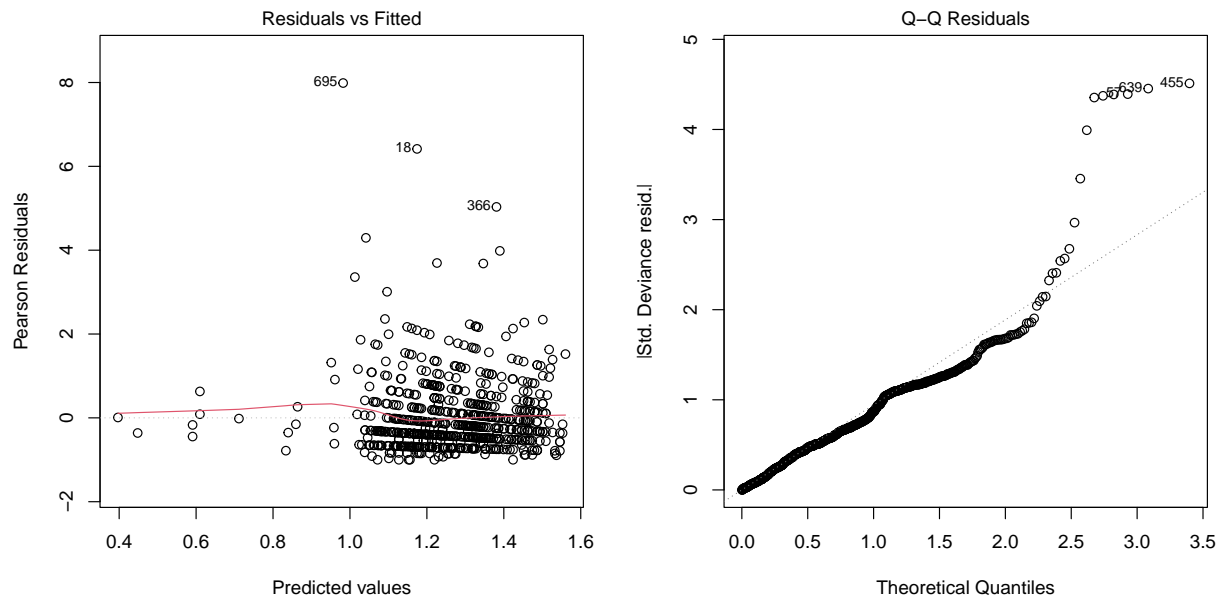 Residuals vs Fitted
Pearson Residuals
8
6
4
2
0
−2
695
18
366
0.4 0.6 0.8 1.0 1.2 1.4 1.6
Predicted values
Q−Q Residuals
|Std. Deviance resid.|
5
4
3
2
1
0
639
455
0.0 0.5 1.0 1.5 2.0 2.5 3.0 3.5
Theoretical Quantiles